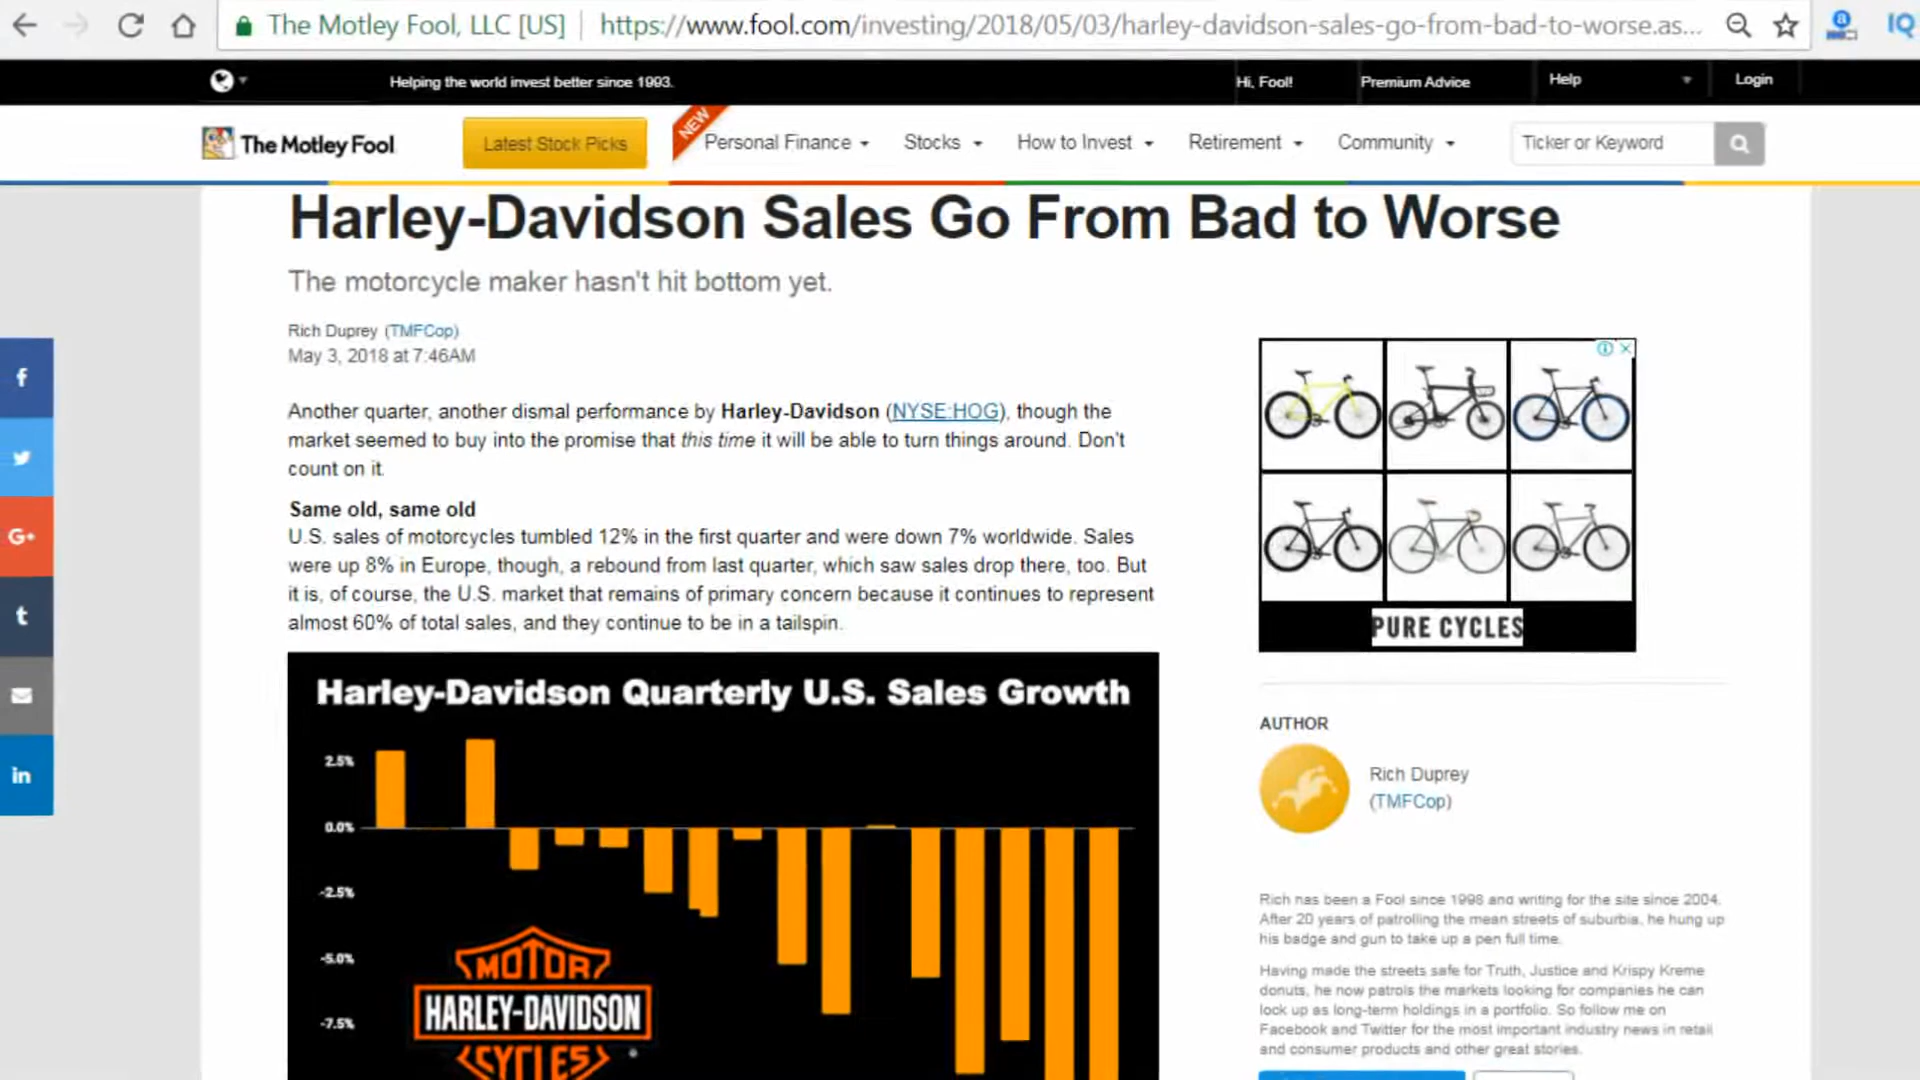 The Motley Fool, LLC [US] https://www.fool.com/investing/2018/05/03/harley-davidson-sales-go-from-bad-to-worse.as...
IQ
Helping the world invest better since 1993.
Hi, Fool!
Premium Advice
Help
Login
The Motley Fool
Latest Stock Picks
NEW
Personal Finance
Stocks
How to Invest
Retirement
Community
Ticker or Keyword
Harley-Davidson Sales Go From Bad to Worse
The motorcycle maker hasn't hit bottom yet.
Rich Duprey (TMFCop)
May 3, 2018 at 7:46AM
f
G+
t
in
Another quarter, another dismal performance by Harley-Davidson (NYSE:HOG), though the
market seemed to buy into the promise that this time it will be able to turn things around. Don't
count on it.
Same old, same old
U.S. sales of motorcycles tumbled 12% in the first quarter and were down 7% worldwide. Sales
were up 8% in Europe, though, a rebound from last quarter, which saw sales drop there, too. But
it is, of course, the U.S. market that remains of primary concern because it continues to represent
almost 60% of total sales, and they continue to be in a tailspin.
Harley-Davidson Quarterly U.S. Sales Growth
2.5%
0.0%
-2.5%
-5.0%
-7.5%
MOTOR
HARLEY-DAVIDSON
CYCLES
PURE CYCLES
AUTHOR
Rich Duprey
(TMFCop)
Rich has been a Fool since 1998 and writing for the site since 2004.
After 20 years of patrolling the mean streets of suburbia, he hung up
his badge and gun to take up a pen full time.
Having made the streets safe for Truth, Justice and Krispy Kreme
donuts, he now patrols the markets looking for companies he can
lock up as long-term holdings in a portfolio. So follow me on
Facebook and Twitter for the most important industry news in retail
and consumer products and other great stories.